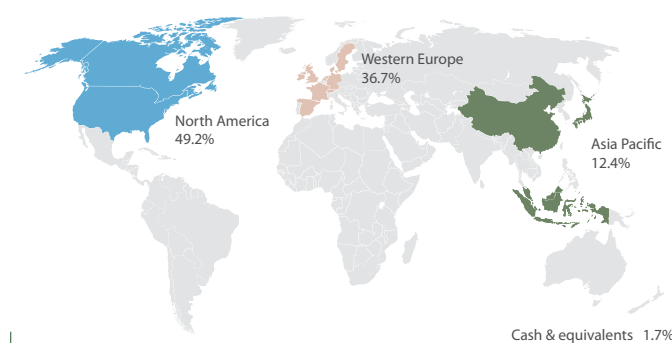 Western Europe
36.7%
North America
49.2%
Asia Pacific
12.4%
Cash & equivalents 1.7%